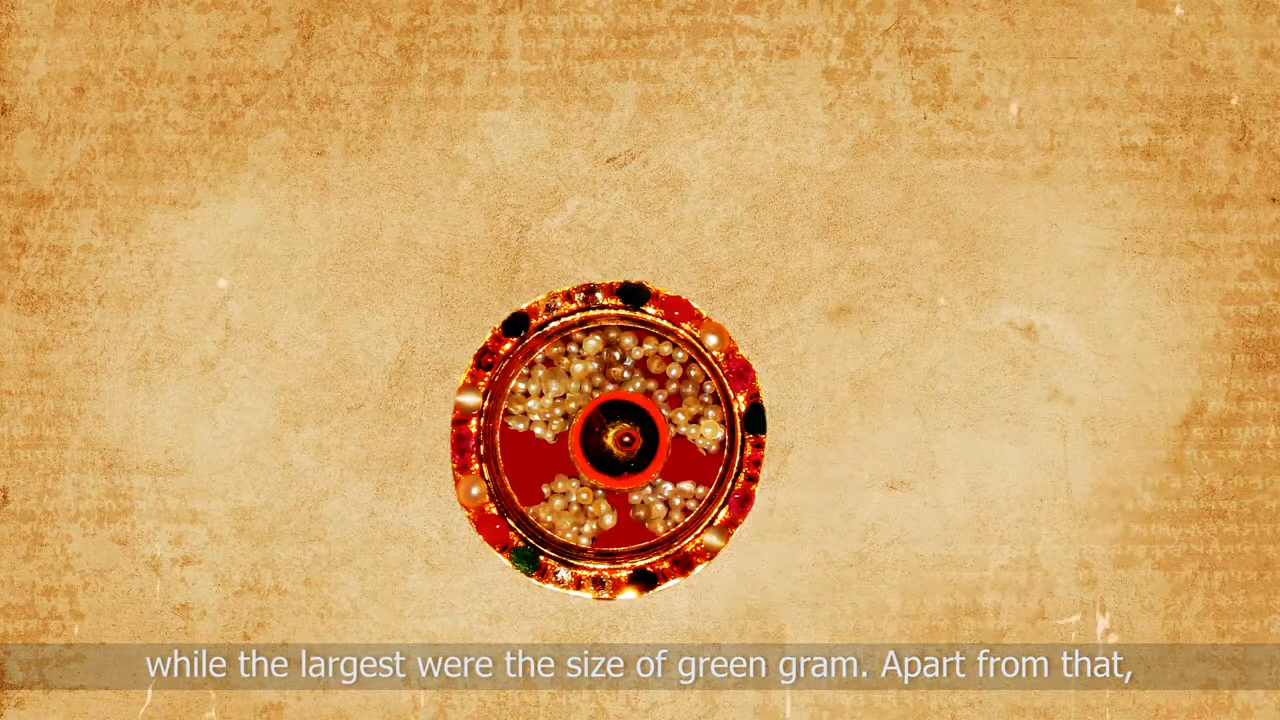 while the largest were the size of green gram. Apart from that,